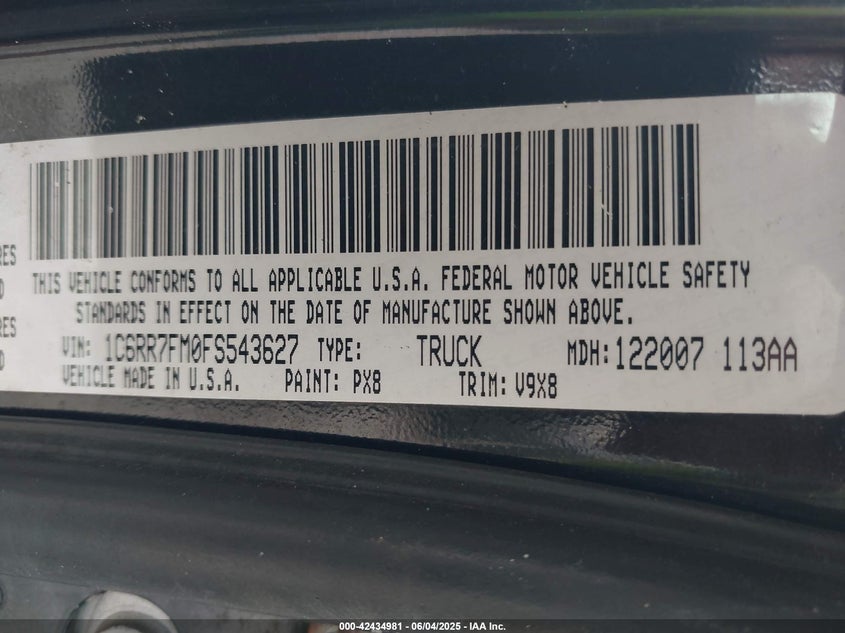 RES
D
RES
D
THIS VEHICLE CONFORMS TO ALL APPLICABLE U.S.A. FEDERAL MOTOR VEHICLE SAFETY
STANDARDS IN EFFECT ON THE DATE OF MANUFACTURE SHOWN ABOVE.
VIN: 1C6RR7FM0FS543627 TYPE: TRUCK MDH: 122007 113AA
VEHICLE MADE IN U.S.A. PAINT: PX8 TRIM: V9X8
000-42434981 - 06/04/2025 - IAA Inc.